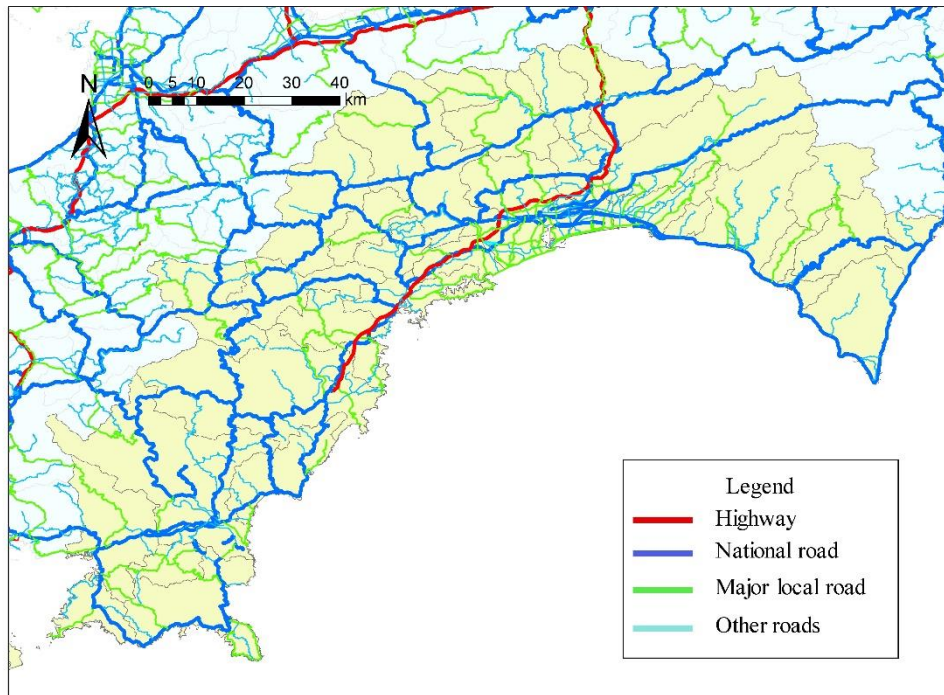 N
0 5 10 20 30 40
km
Legend
Highway
National road
Major local road
Other roads